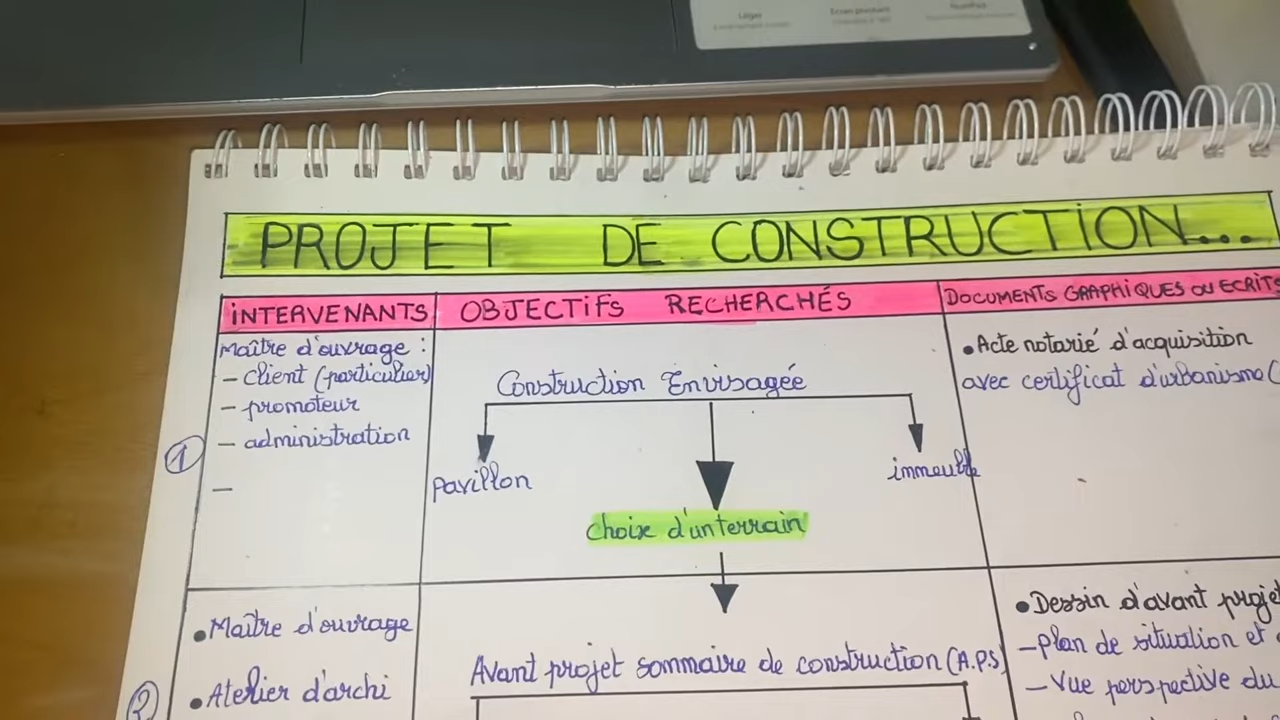 Écran puissant
PROJET DE CONSTRUCTION...
INTERVENANTS
OBJECTIFS RECHERCHÉS
DOCUMENTS GRAPHIQUES OU ECRITS
Maître d'ouvrage :
- client (particulier)
- promoteur
- administration
-
1
Construction Envisagée
pavillon
immeuble
choix d'un terrain
• Acte notarié d'acquisition
avec certificat d'urbanisme (
2
• Maître d'ouvrage
• Atelier d'archi
Avant projet sommaire de construction (A.P.S)
• Dessin d'avant projet
- plan de situation et
- Vue perspective du